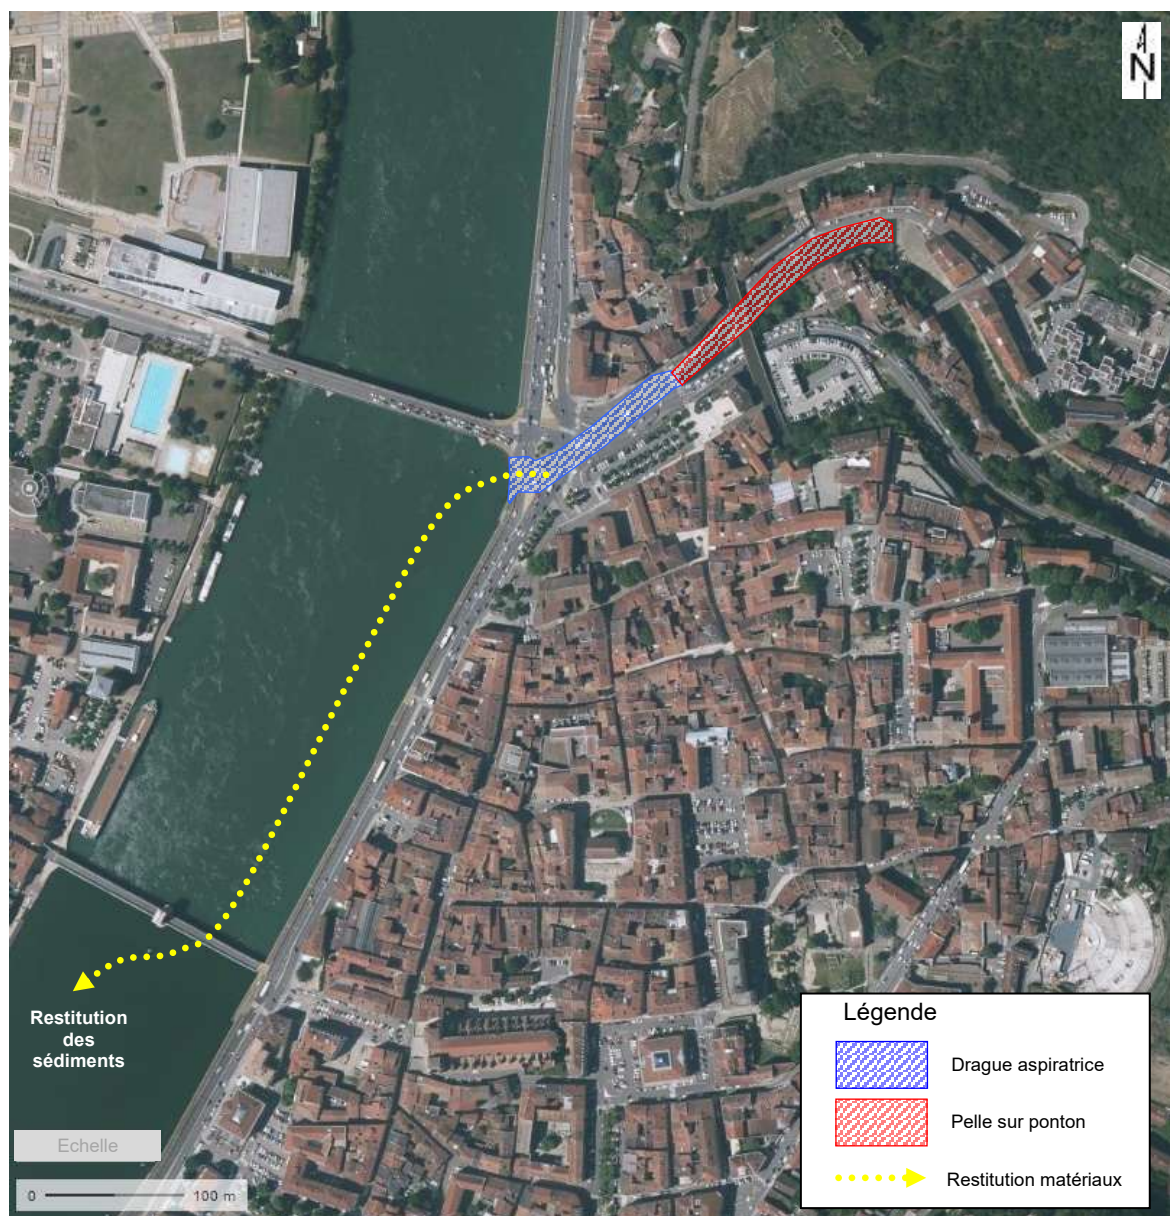 N
Restitution
des
sédiments
Echelle
0 100 m
Légende
Drague aspiratrice
Pelle sur ponton
Restitution matériaux